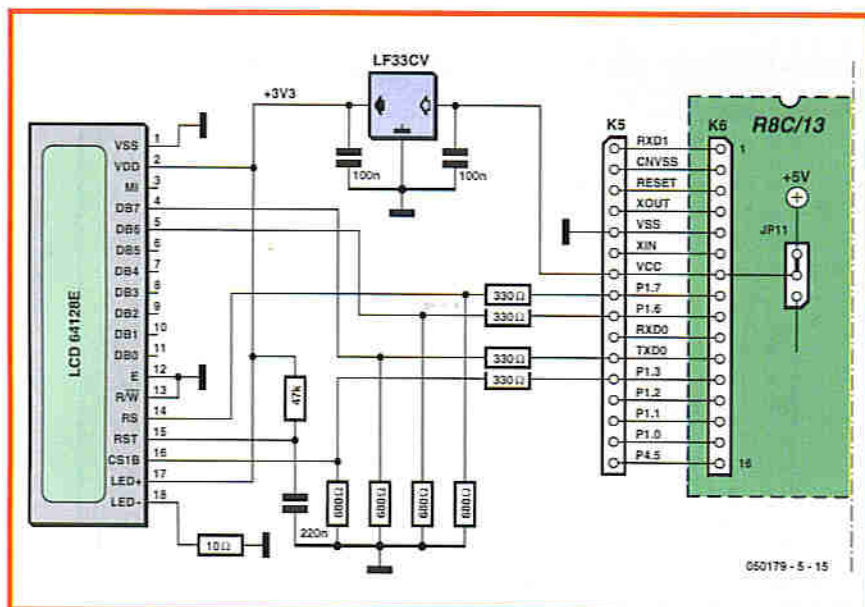 LF33CV
+3V3
100n
100n
LCD 64128E
1
VSS
2
VDD
3
MI
4
DB7
5
DB6
6
DB5
7
DB4
8
DB3
9
DB2
10
DB1
11
DB0
12
E
13
R/W
14
RS
15
RST
16
CS1B
17
LED+
18
LED-
10Ω
47k
220n
680Ω
680Ω
680Ω
680Ω
330Ω
330Ω
330Ω
330Ω
K5
RXD1
CNVSS
RESET
XOUT
VSS
XIN
VCC
P1.7
P1.6
RXD0
TXD0
P1.3
P1.2
P1.1
P1.0
P4.5
K6
1
16
R8C/13
+5V
JP11
050179 - 5 - 15